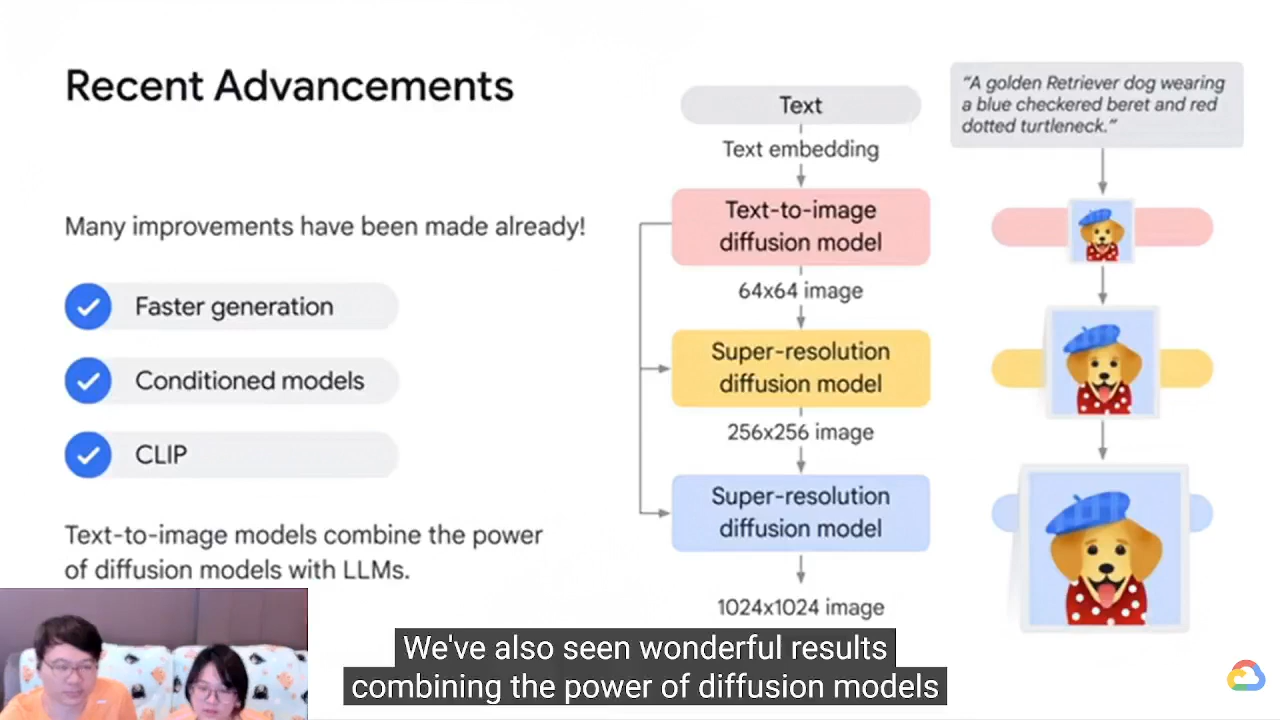 Recent Advancements
Many improvements have been made already!
Faster generation
Conditioned models
CLIP
Text-to-image models combine the power
of diffusion models with LLMs.
Text
Text embedding
Text-to-image
diffusion model
64x64 image
Super-resolution
diffusion model
256x256 image
Super-resolution
diffusion model
1024x1024 image
“A golden Retriever dog wearing
a blue checkered beret and red
dotted turtleneck.”
We've also seen wonderful results
combining the power of diffusion models